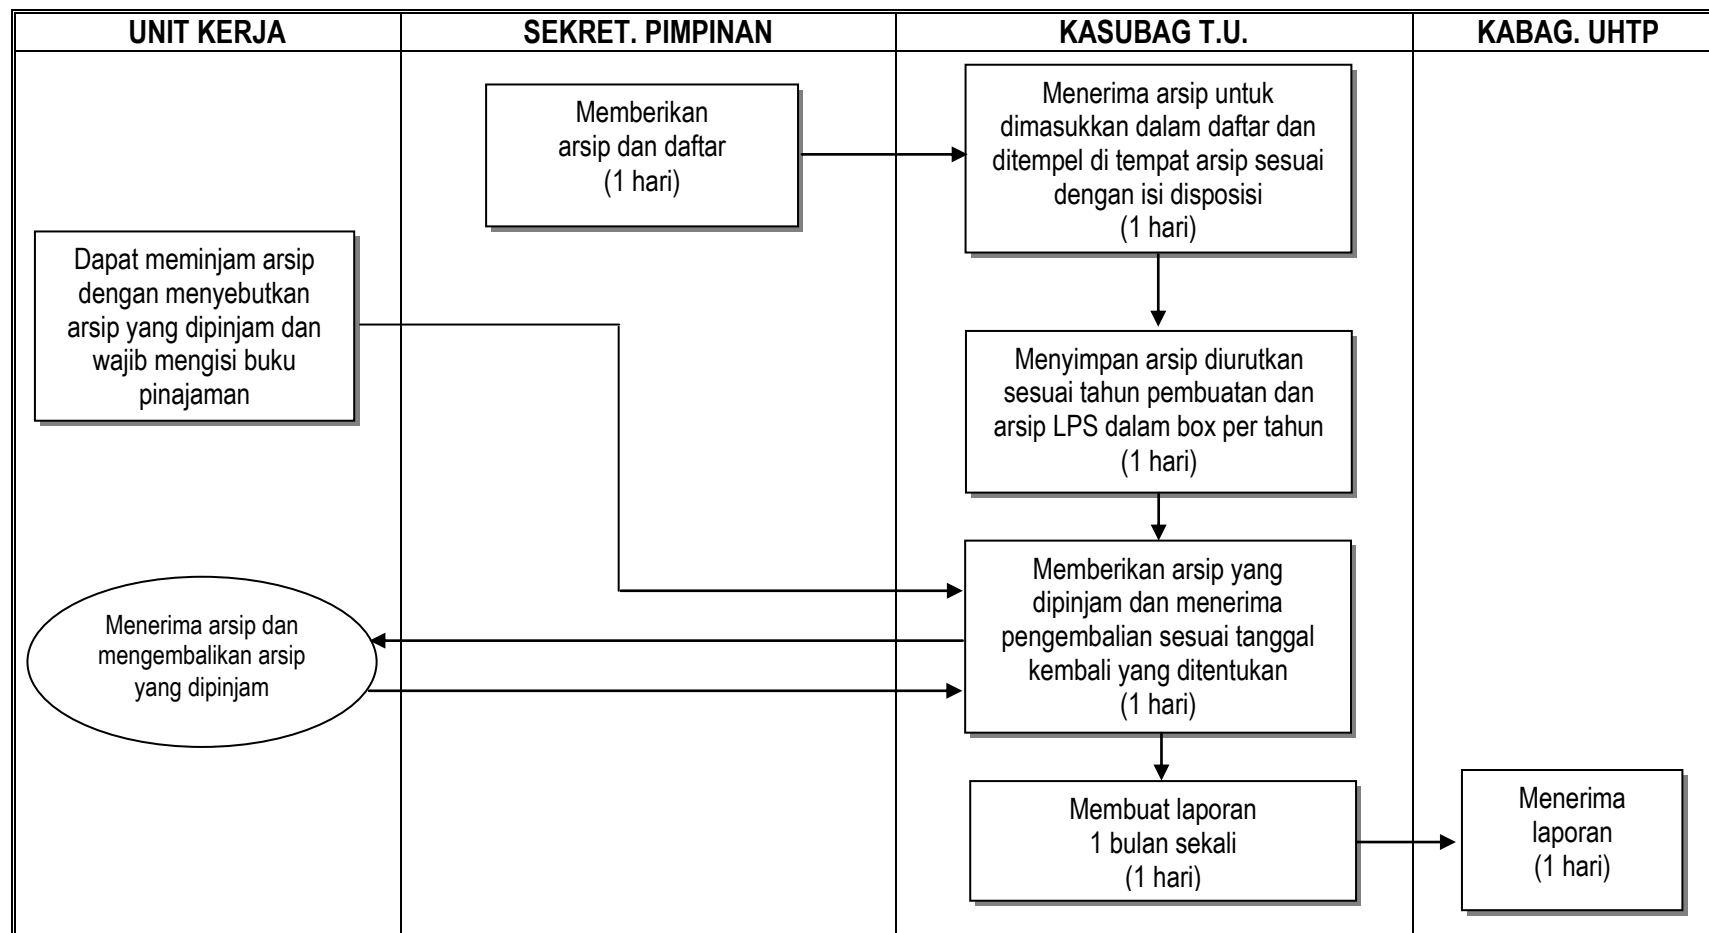 UNIT KERJA
SEKRET. PIMPINAN
KASUBAG T.U.
KABAG. UHTP
Memberikan
arsip dan daftar
(1 hari)
Menerima arsip untuk
dimasukkan dalam daftar dan
ditempel di tempat arsip sesuai
dengan isi disposisi
(1 hari)
Dapat meminjam arsip
dengan menyebutkan
arsip yang dipinjam dan
wajib mengisi buku
pinajaman
Menyimpan arsip diurutkan
sesuai tahun pembuatan dan
arsip LPS dalam box per tahun
(1 hari)
Memberikan arsip yang
dipinjam dan menerima
pengembalian sesuai tanggal
kembali yang ditentukan
(1 hari)
Menerima arsip dan
mengembalikan arsip
yang dipinjam
Membuat laporan
1 bulan sekali
(1 hari)
Menerima
laporan
(1 hari)